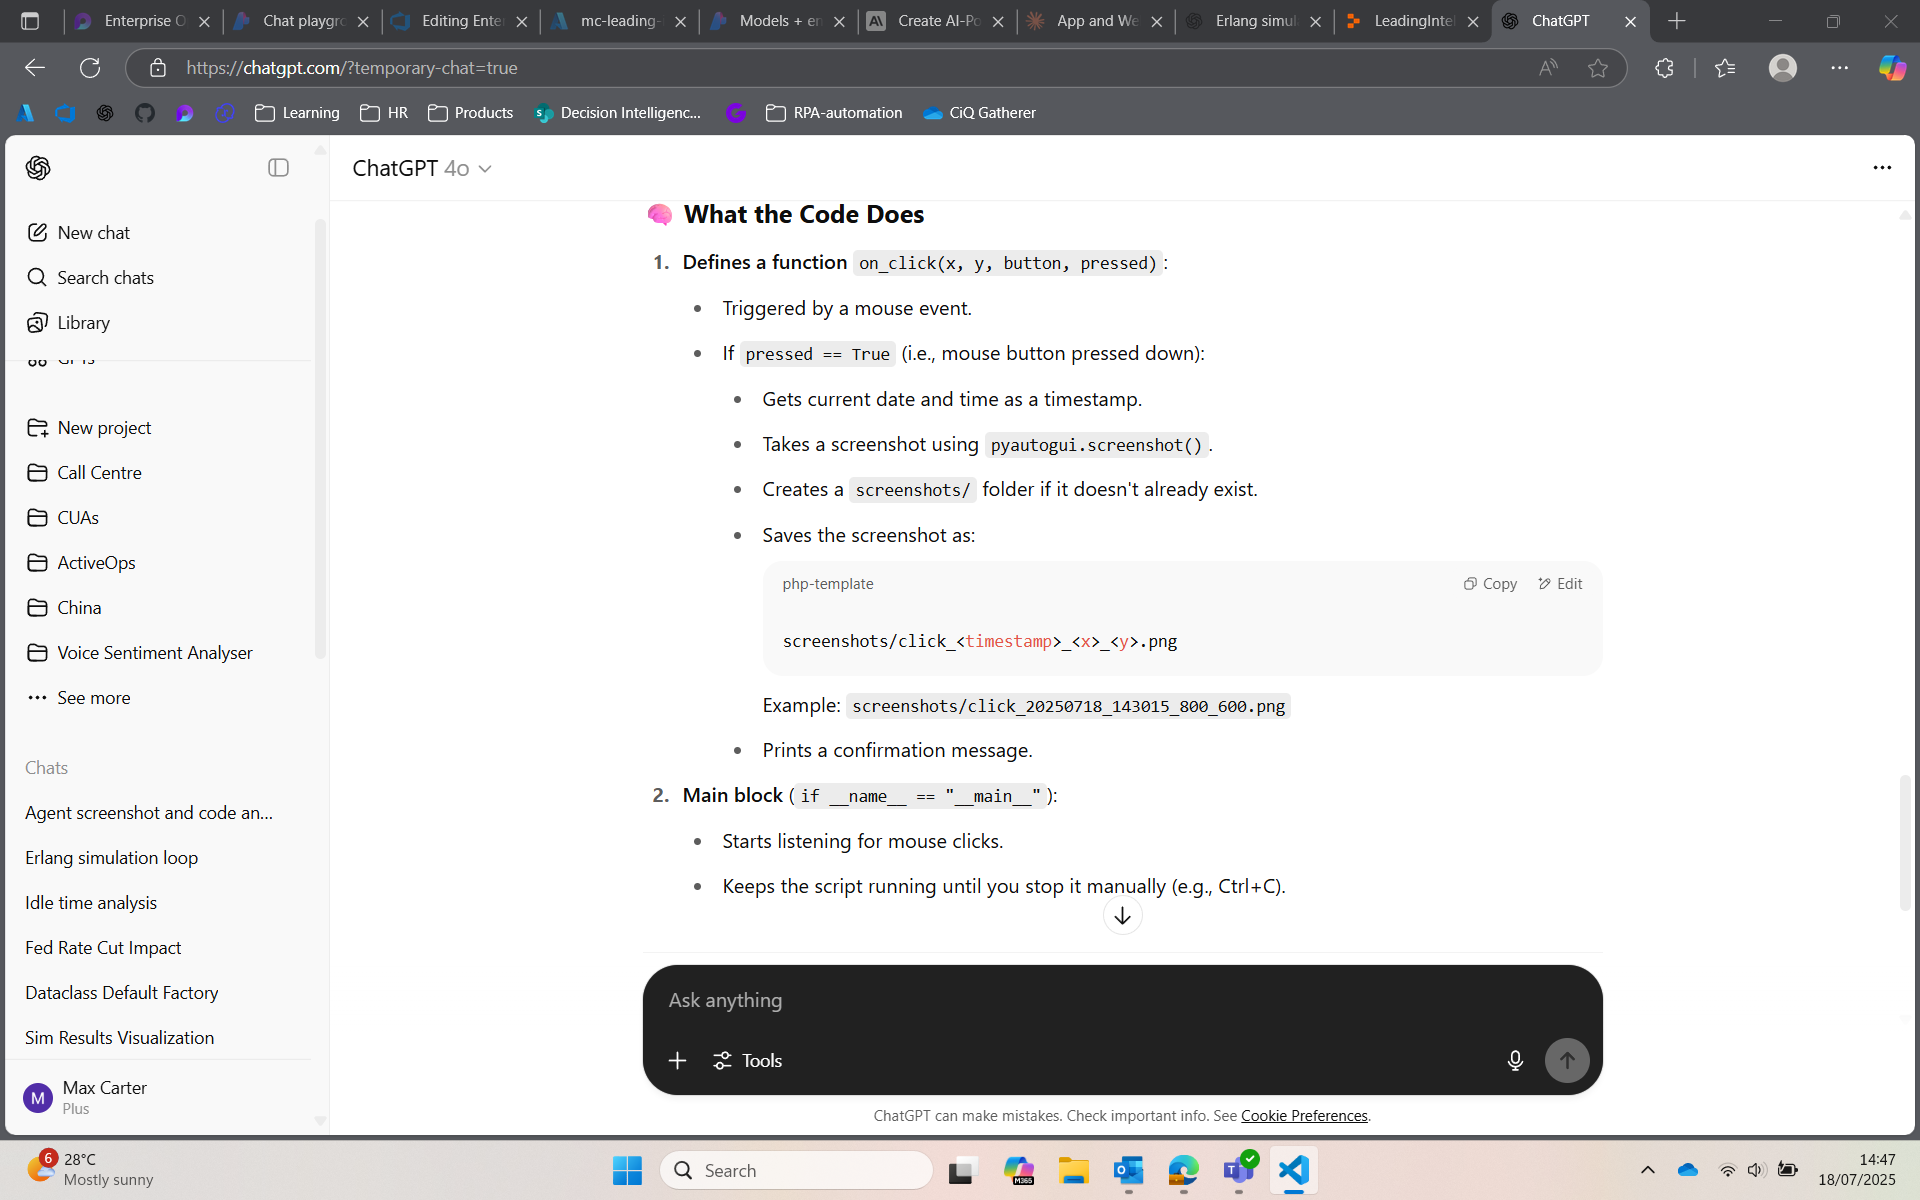 Enterprise O
Chat playgro
Editing Enter
mc-leading-
Models + en
Create AI-Po
App and We
Erlang simul
LeadingIntel
ChatGPT
https://chatgpt.com/?temporary-chat=true
Learning
HR
Products
Decision Intelligenc...
RPA-automation
CiQ Gatherer
ChatGPT 4o
New chat
Search chats
Library
GPTs
New project
Call Centre
CUAs
ActiveOps
China
Voice Sentiment Analyser
See more
Chats
Agent screenshot and code an...
Erlang simulation loop
Idle time analysis
Fed Rate Cut Impact
Dataclass Default Factory
Sim Results Visualization
M
Max Carter
Plus
What the Code Does
1. Defines a function on_click(x, y, button, pressed):
• Triggered by a mouse event.
• If pressed == True (i.e., mouse button pressed down):
• Gets current date and time as a timestamp.
• Takes a screenshot using pyautogui.screenshot().
• Creates a screenshots/ folder if it doesn't already exist.
• Saves the screenshot as:
php-template
Copy
Edit
screenshots/click_<timestamp>_<x>_<y>.png
Example: screenshots/click_20250718_143015_800_600.png
• Prints a confirmation message.
2. Main block (if __name__ == "__main__"):
• Starts listening for mouse clicks.
• Keeps the script running until you stop it manually (e.g., Ctrl+C).
Ask anything
Tools
ChatGPT can make mistakes. Check important info. See Cookie Preferences.
6
28°C
Mostly sunny
Search
M365
14:47
18/07/2025